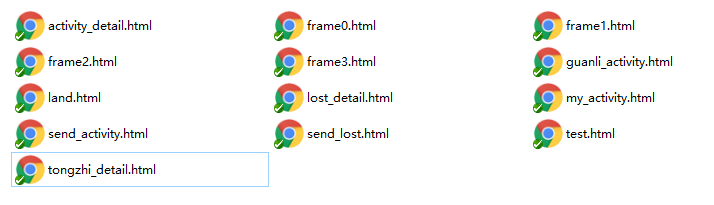 activity_detail.html frame0.html frame1.html
frame2.html frame3.html guanli_activity.html
land.html lost_detail.html my_activity.html
send_activity.html send_lost.html test.html
tongzhi_detail.html